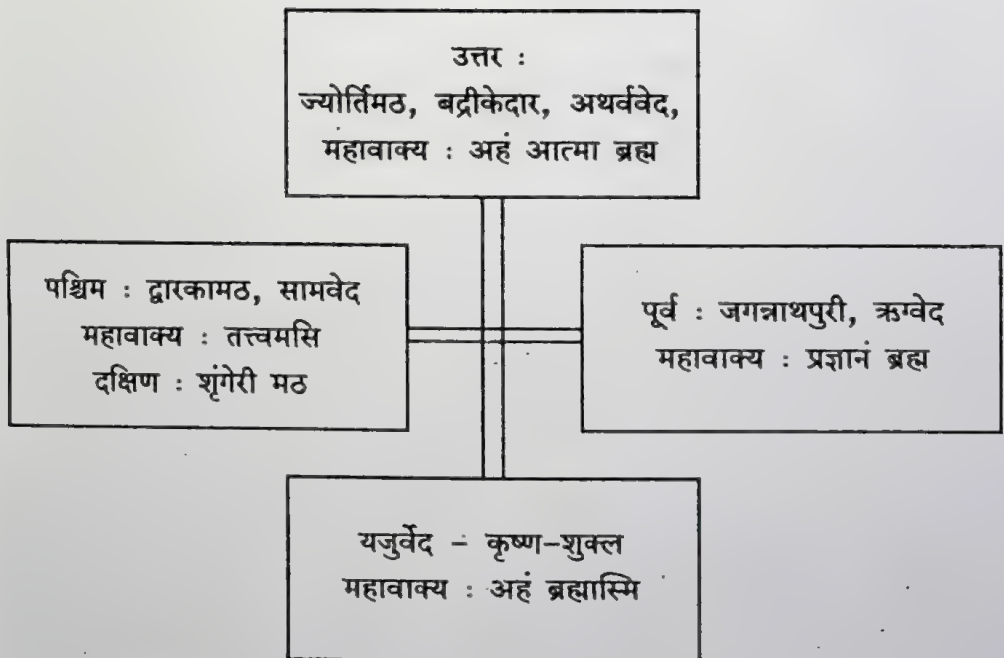 उत्तर :
ज्योर्तिमठ, बद्रीकेदार, अथर्ववेद,
महावाक्य : अहं आत्मा ब्रह्म
पश्चिम : द्वारकामठ, सामवेद
महावाक्य : तत्त्वमसि
दक्षिण : शृंगेरी मठ
पूर्व : जगन्नाथपुरी, ऋग्वेद
महावाक्य : प्रज्ञानं ब्रह्म
यजुर्वेद - कृष्ण-शुक्ल
महावाक्य : अहं ब्रह्मास्मि